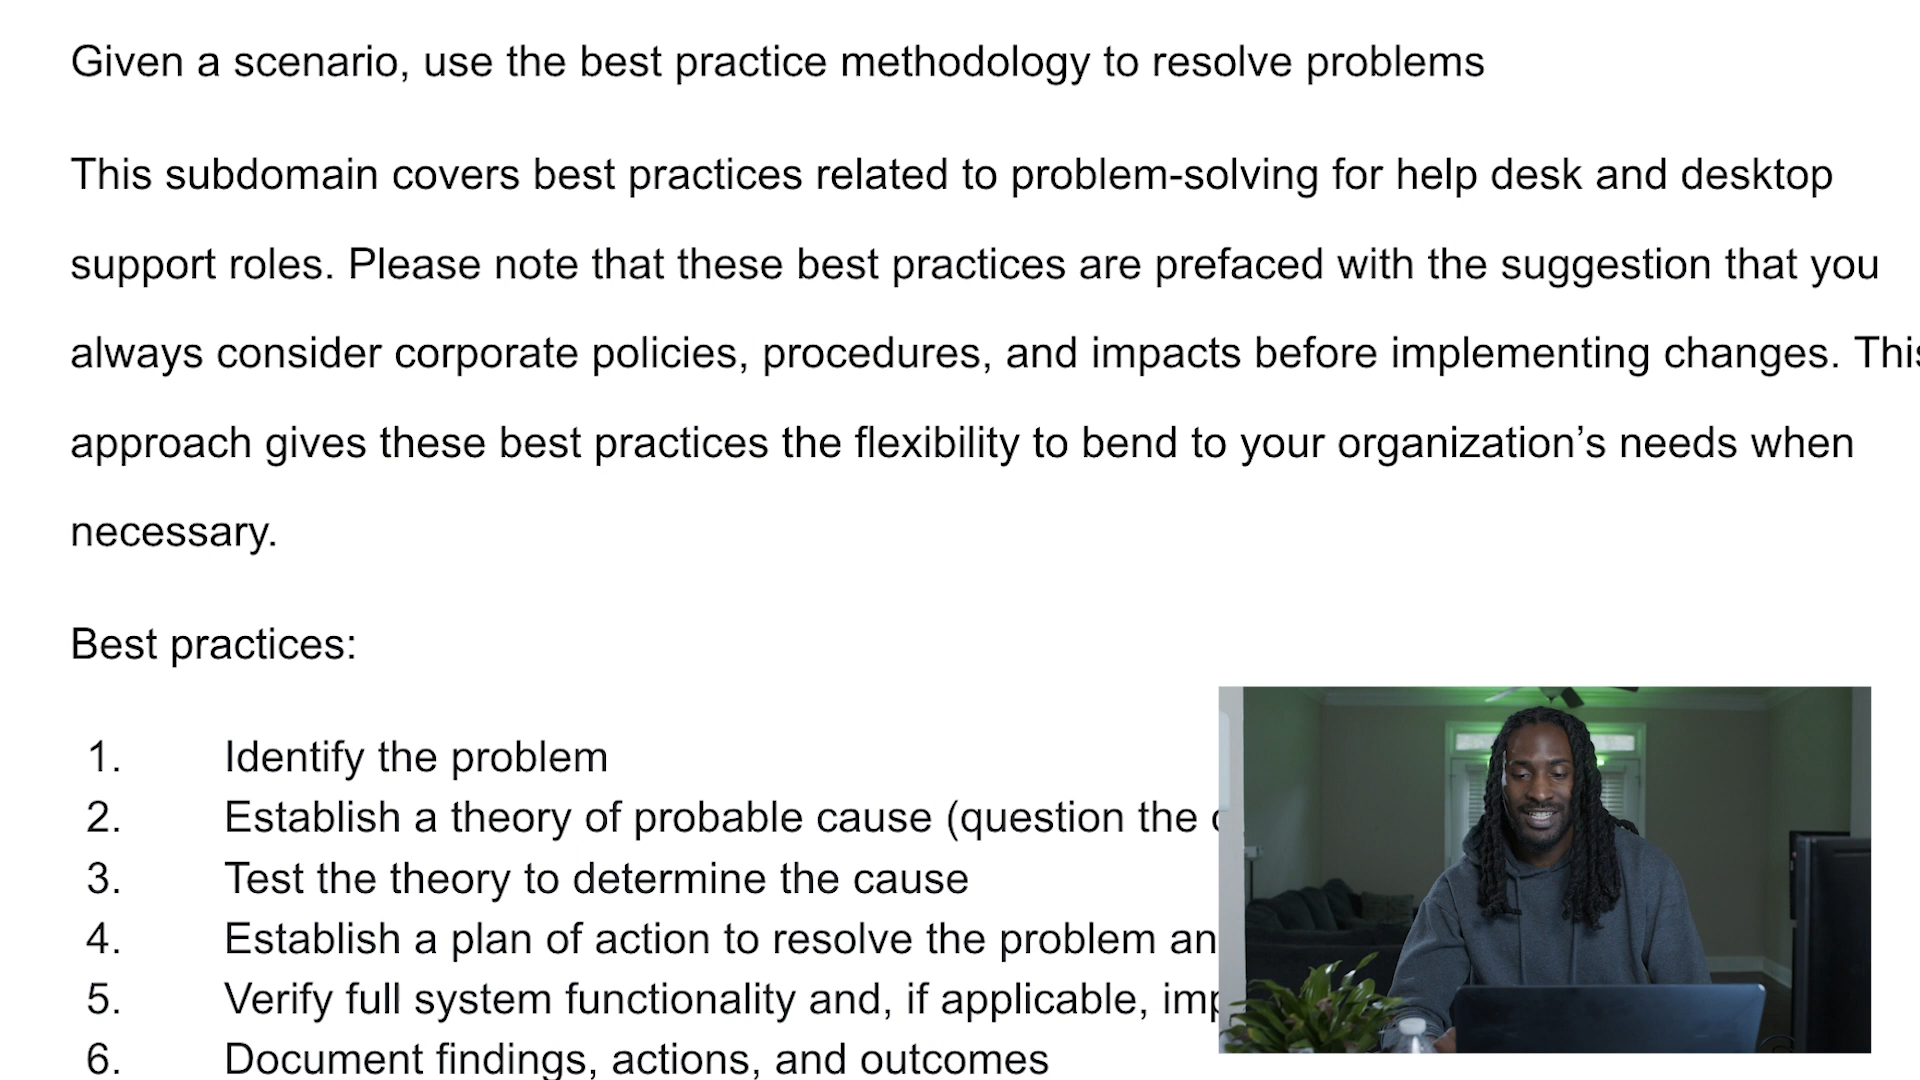 Given a scenario, use the best practice methodology to resolve problems
This subdomain covers best practices related to problem-solving for help desk and desktop
support roles. Please note that these best practices are prefaced with the suggestion that you
always consider corporate policies, procedures, and impacts before implementing changes. This
approach gives these best practices the flexibility to bend to your organization’s needs when
necessary.
Best practices:
1. Identify the problem
2. Establish a theory of probable cause (question the
3. Test the theory to determine the cause
4. Establish a plan of action to resolve the problem
5. Verify full system functionality and, if applicable,
6. Document findings, actions, and outcomes